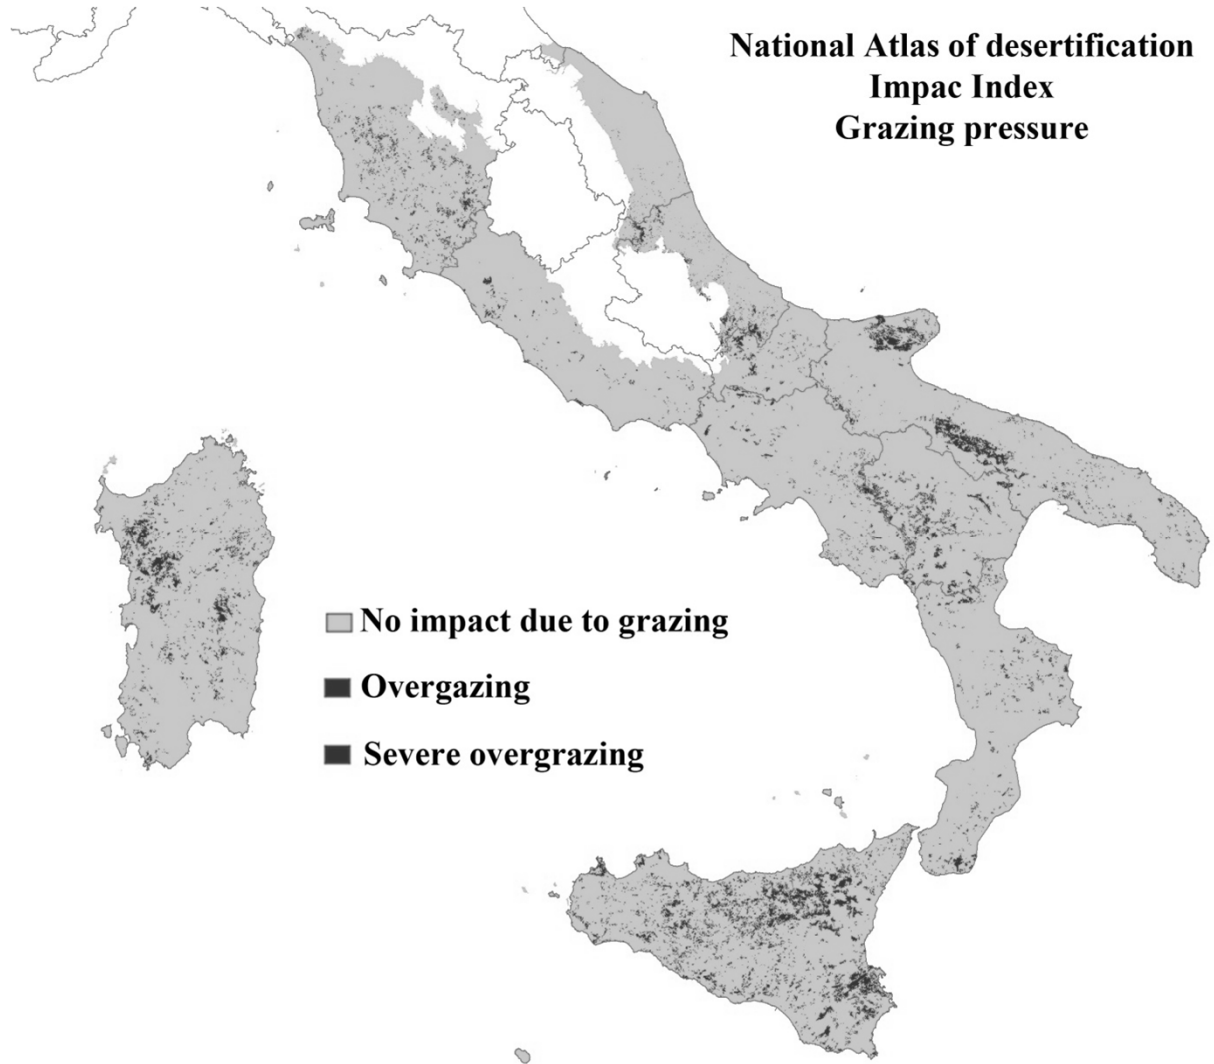 National Atlas of desertification
Impac Index
Grazing pressure
No impact due to grazing
Overgazing
Severe overgrazing